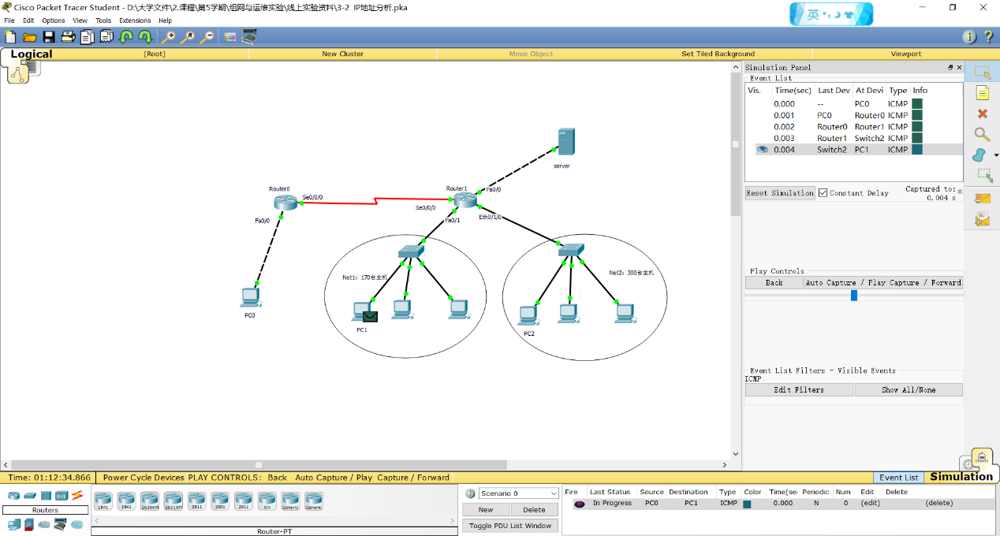 Cisco Packet Tracer Student - D:\大学文件\2.课程\第5学期\组网与运维实验\线上实验资料\3-2 IP地址分析.pka
英
File Edit Options View Tools Extensions Help
Logical [Root] New Cluster Move Object Set Tiled Background Viewport
Simulation Panel
Event List
Vis. Time(sec) Last Dev At Devi Type Info
0.000 -- PC0 ICMP
0.001 PC0 Router0 ICMP
0.002 Router0 Router1 ICMP
0.003 Router1 Switch2 ICMP
0.004 Switch2 PC1 ICMP
Reset Simulation Constant Delay Captured to:
0.004 s
Play Controls
Back Auto Capture / Play Capture / Forward
Event List Filters - Visible Events
ICMP
Edit Filters Show All/None
server
Router0
Se0/0/0
Fa0/0
Router1
Fa0/0
Se0/0/0
Fa0/1
Eth0/1/0
Net1: 170台主机
Net2: 300台主机
PC0
PC1
PC2
Time: 01:12:34.866 Power Cycle Devices PLAY CONTROLS: Back Auto Capture / Play Capture / Forward
Event List Simulation
Routers
1841 1941 2620XM 2621XM 2811 2901 2911 819 Generic Generic
Router-PT
Scenario 0
New Delete
Toggle PDU List Window
Fire Last Status Source Destination Type Color Time(sec Periodic Num Edit Delete
In Progress PC0 PC1 ICMP 0.000 N 0 (edit) (delete)